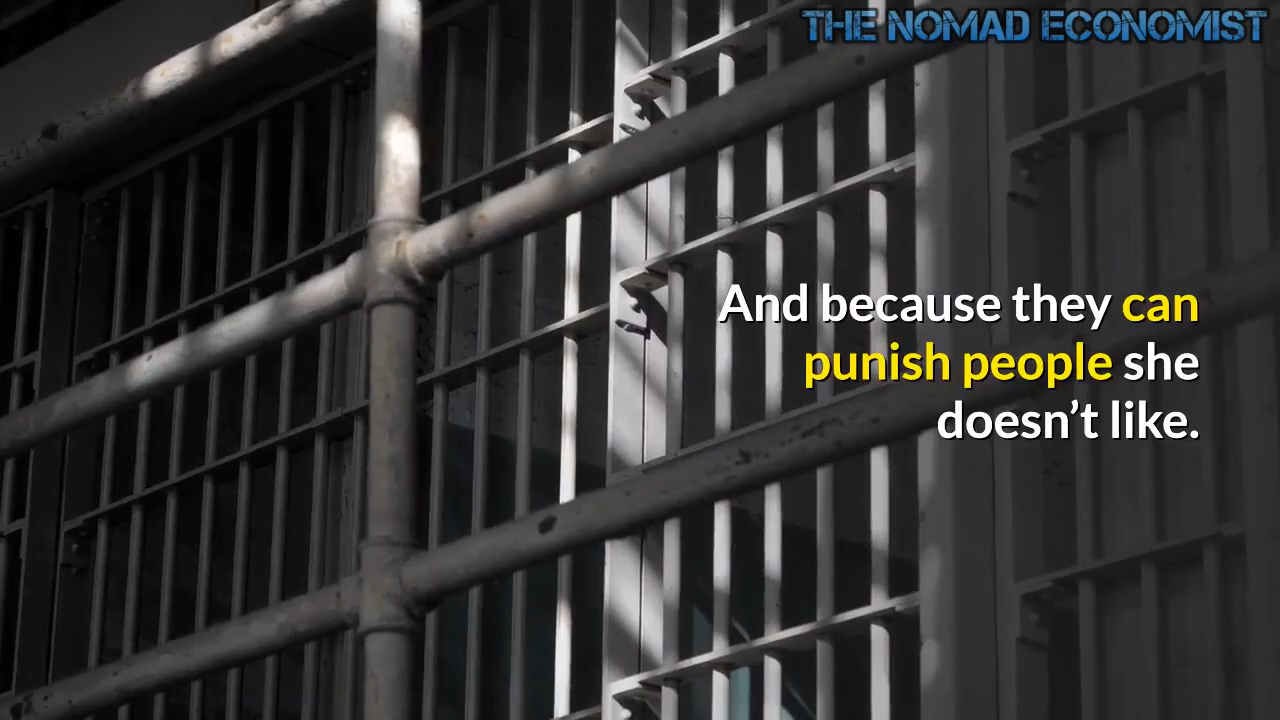 THE NOMAD ECONOMIST
And because they can
punish people she
doesn't like.